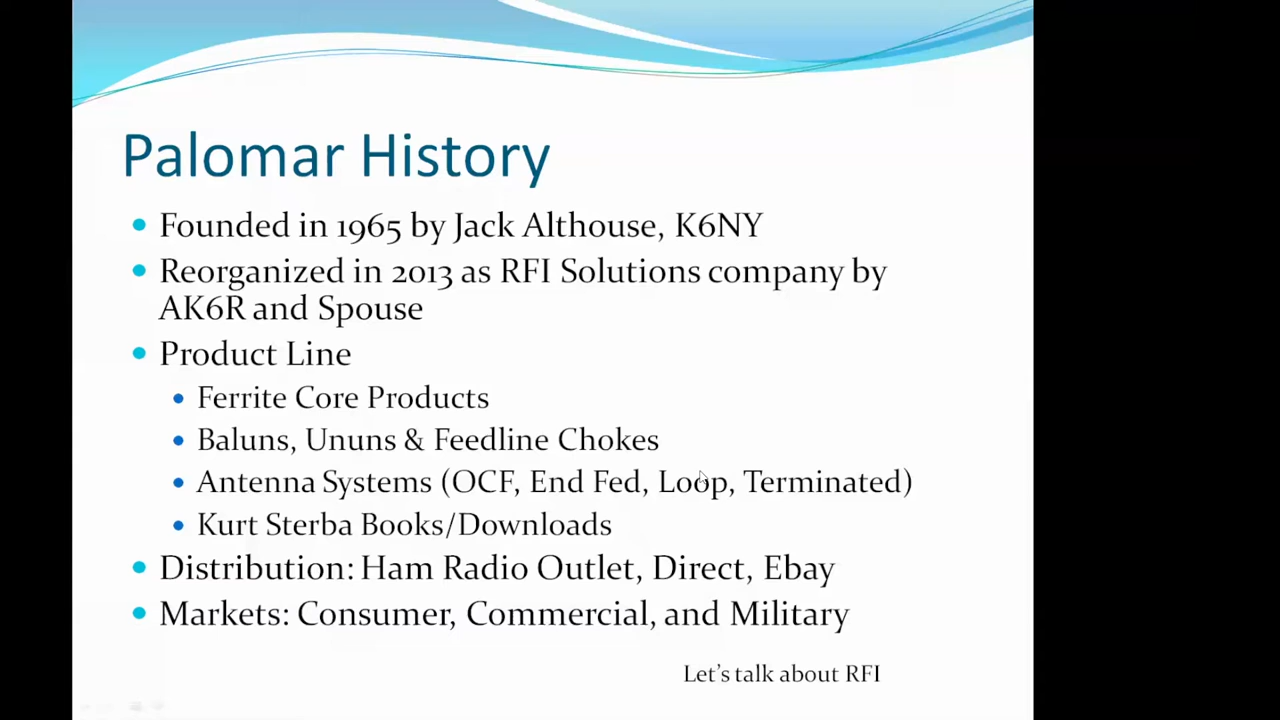 Palomar History
• Founded in 1965 by Jack Althouse, K6NY
• Reorganized in 2013 as RFI Solutions company by
AK6R and Spouse
• Product Line
• Ferrite Core Products
• Baluns, Ununs & Feedline Chokes
• Antenna Systems (OCF, End Fed, Loop, Terminated)
• Kurt Sterba Books/Downloads
• Distribution: Ham Radio Outlet, Direct, Ebay
• Markets: Consumer, Commercial, and Military
Let's talk about RFI